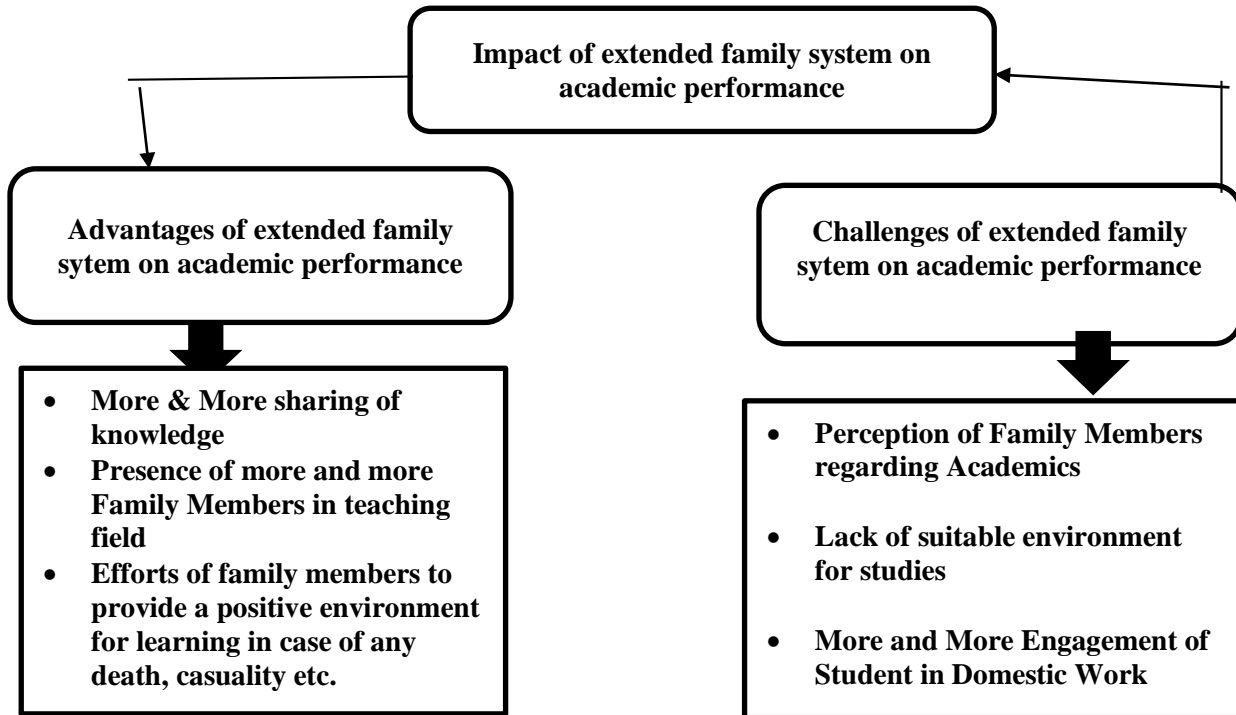 Impact of extended family system on
academic performance
Advantages of extended family
sytem on academic performance
Challenges of extended family
sytem on academic performance
• More & More sharing of
knowledge
• Presence of more and more
Family Members in teaching
field
• Efforts of family members to
provide a positive environment
for learning in case of any
death, casuality etc.
• Perception of Family Members
regarding Academics
• Lack of suitable environment
for studies
• More and More Engagement of
Student in Domestic Work